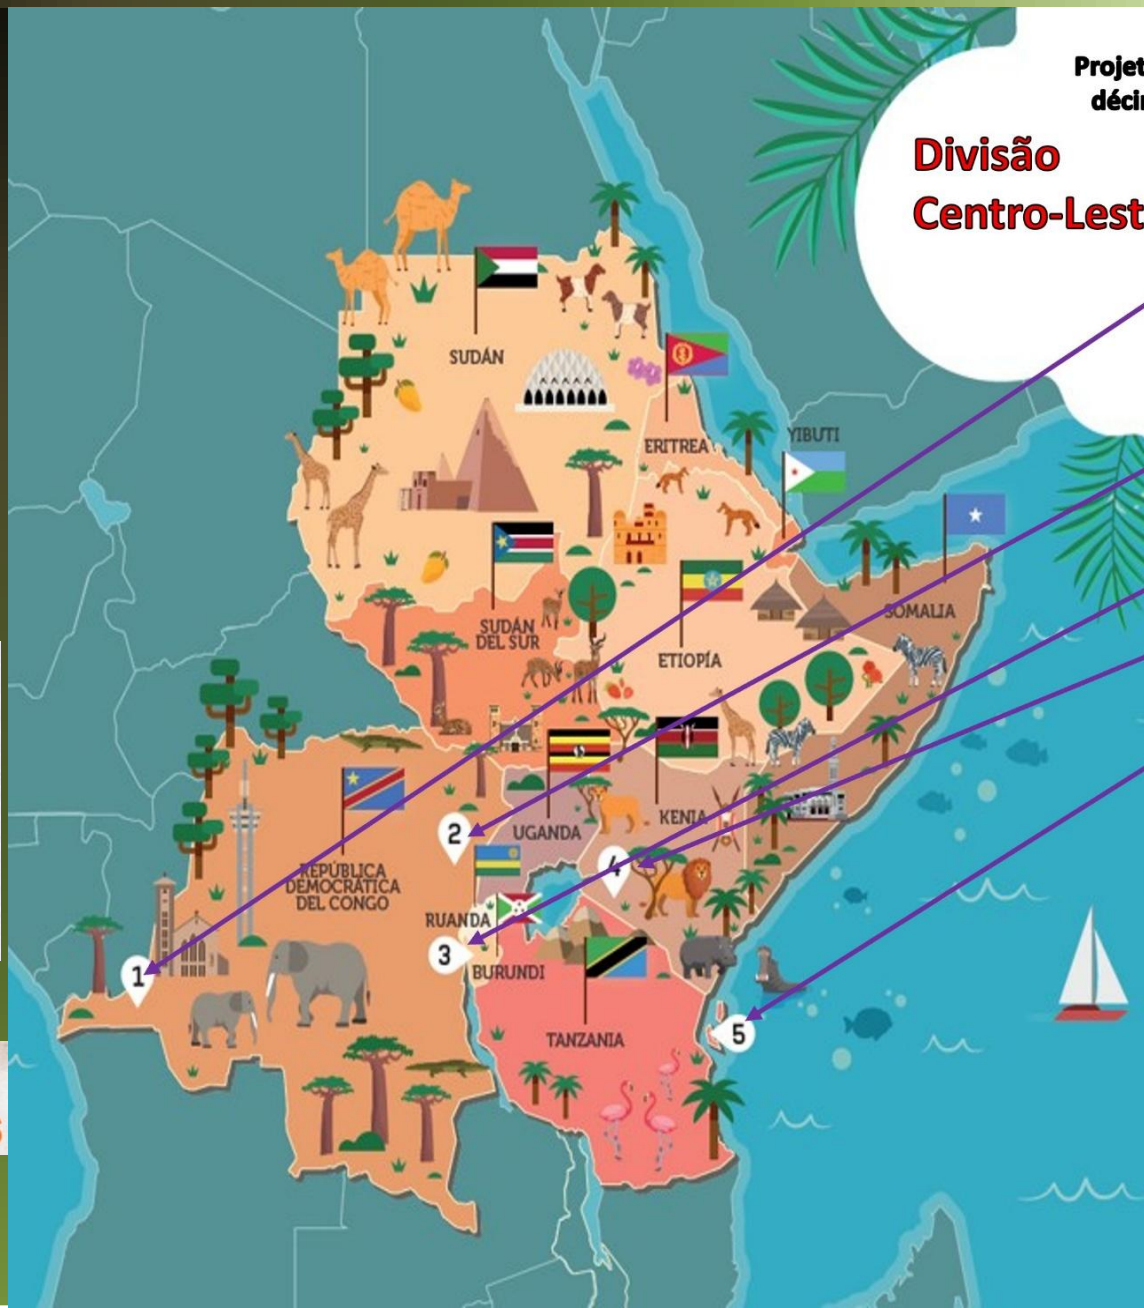 Projet
décir
Divisão
Centro-Lest
SUDÁN
ERITREA
YIBUTI
SOMALIA
SUDÁN
DEL SUR
ETIOPÍA
KENIA
UGANDA
2
REPÚBLICA
DEMOCRÁTICA
DEL CONGO
4
RUANDA
3
BURUNDI
1
TANZANIA
5